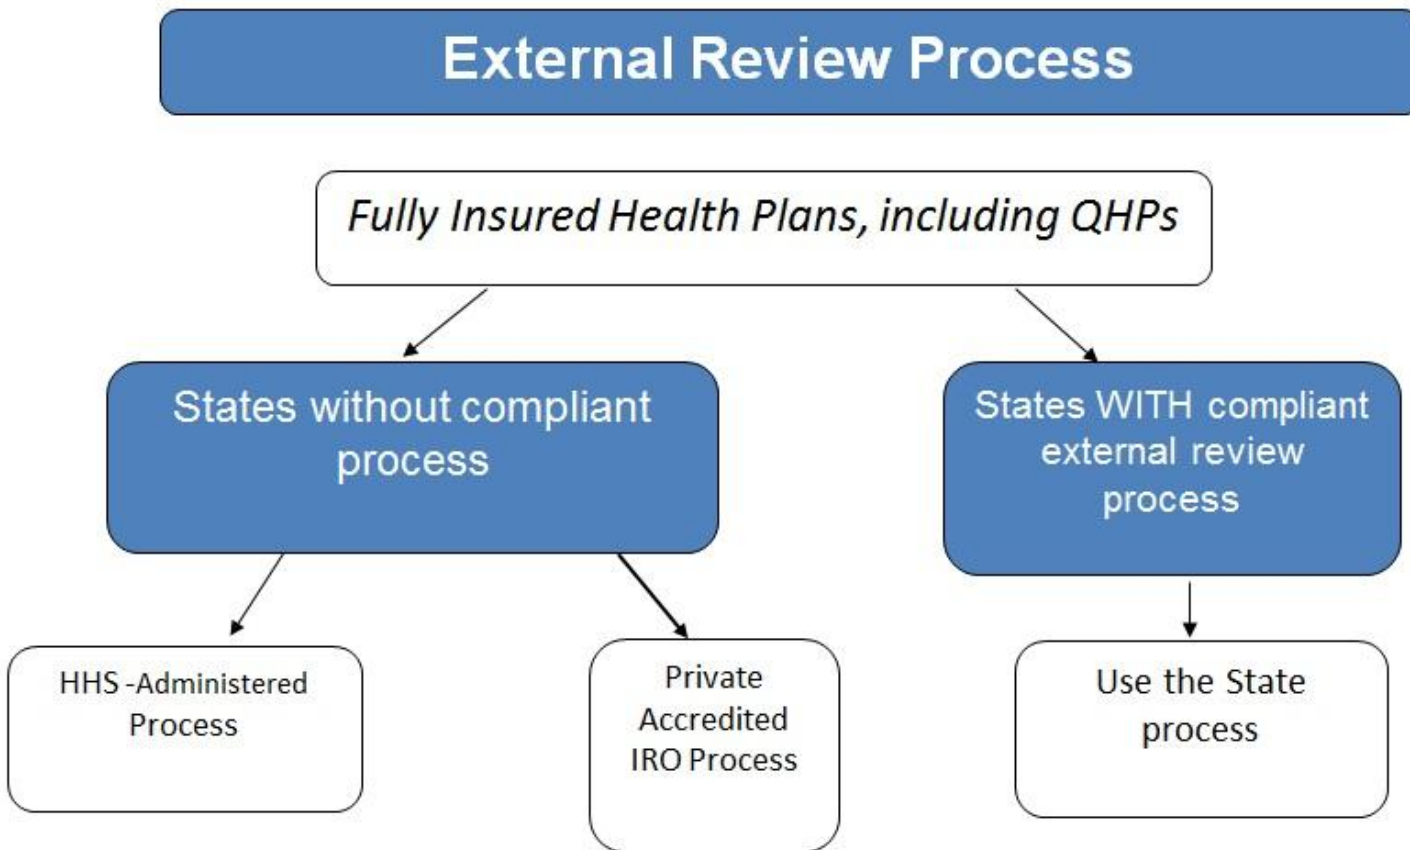 External Review Process
Fully Insured Health Plans, including QHPs
States without compliant
process
States WITH compliant
external review
process
HHS -Administered
Process
Private
Accredited
IRO Process
Use the State
process